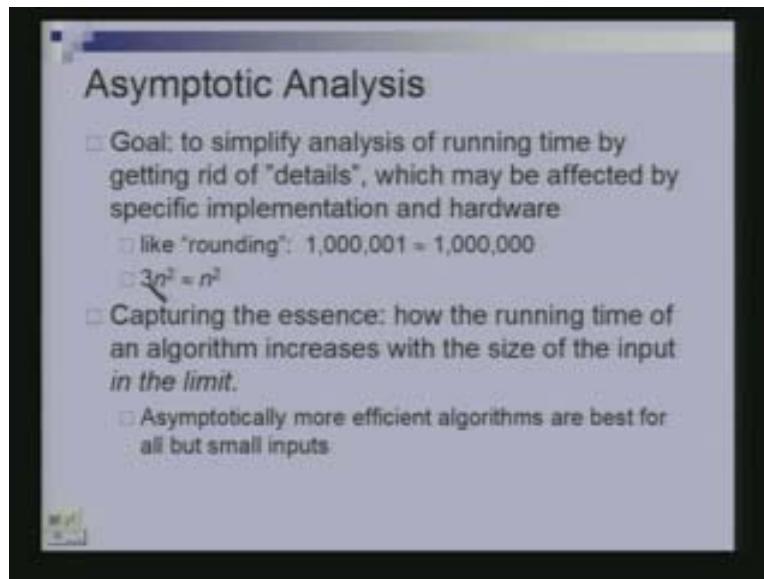 Asymptotic Analysis
Goal: to simplify analysis of running time by
getting rid of "details", which may be affected by
specific implementation and hardware
like "rounding": 1,000,001 ≈ 1,000,000
3n² ≈ n²
Capturing the essence: how the running time of
an algorithm increases with the size of the input
in the limit.
Asymptotically more efficient algorithms are best for
all but small inputs